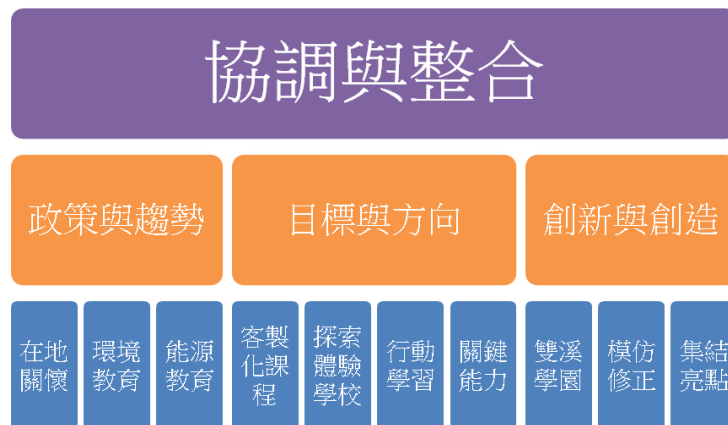 協調與整合
政策與趨勢
目標與方向
創新與創造
在地
關懷
環境
教育
能源
教育
客製
化課
程
探索
體驗
學校
行動
學習
關鍵
能力
雙溪
學園
模仿
修正
集結
亮點